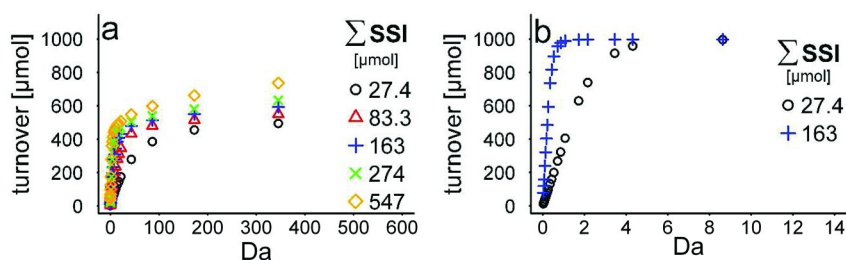 a
∑ SSI
[µmol]
27.4
83.3
163
274
547
turnover [µmol]
1000
800
600
400
200
0
0 100 200 300 400 500 600
Da
b
∑ SSI
[µmol]
27.4
163
turnover [µmol]
1000
800
600
400
200
0
0 2 4 6 8 10 12 14
Da